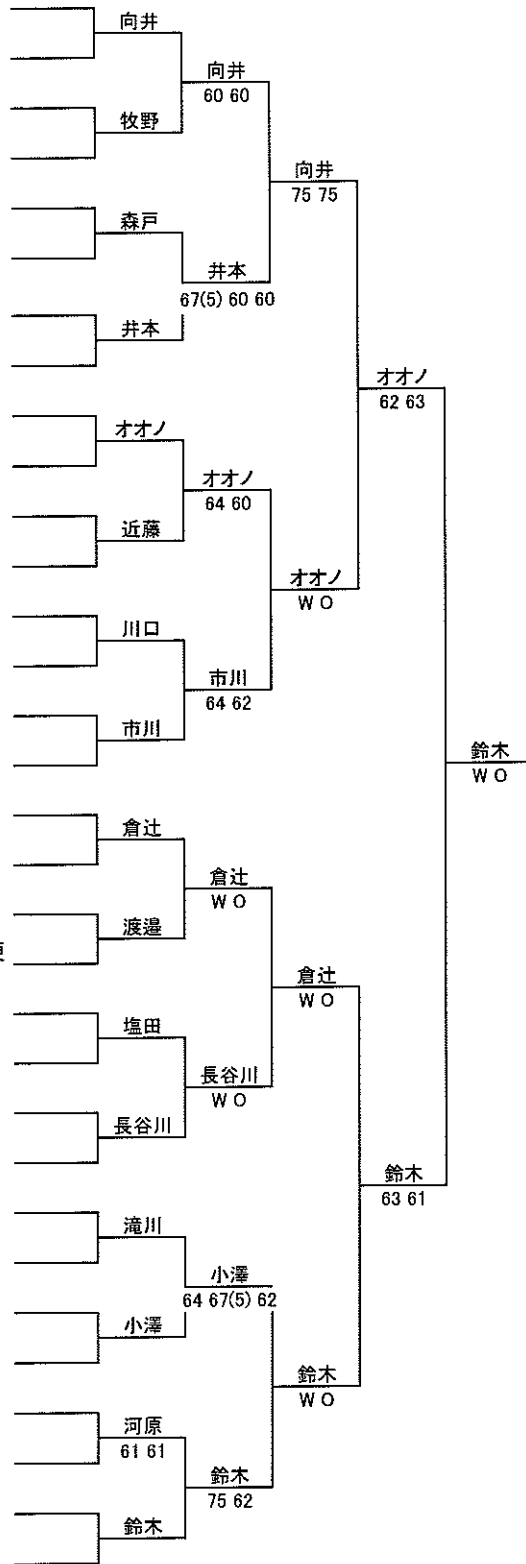 向井
向井
60 60
牧野
向井
75 75
森戸
井本
67(5) 60 60
井本
オオノ
62 63
オオノ
オオノ
64 60
近藤
オオノ
W O
川口
市川
64 62
市川
鈴木
W O
倉辻
倉辻
W O
渡邉
倉辻
W O
塩田
長谷川
W O
長谷川
鈴木
63 61
滝川
小澤
64 67(5) 62
小澤
鈴木
W O
河原
61 61
鈴木
75 62
鈴木